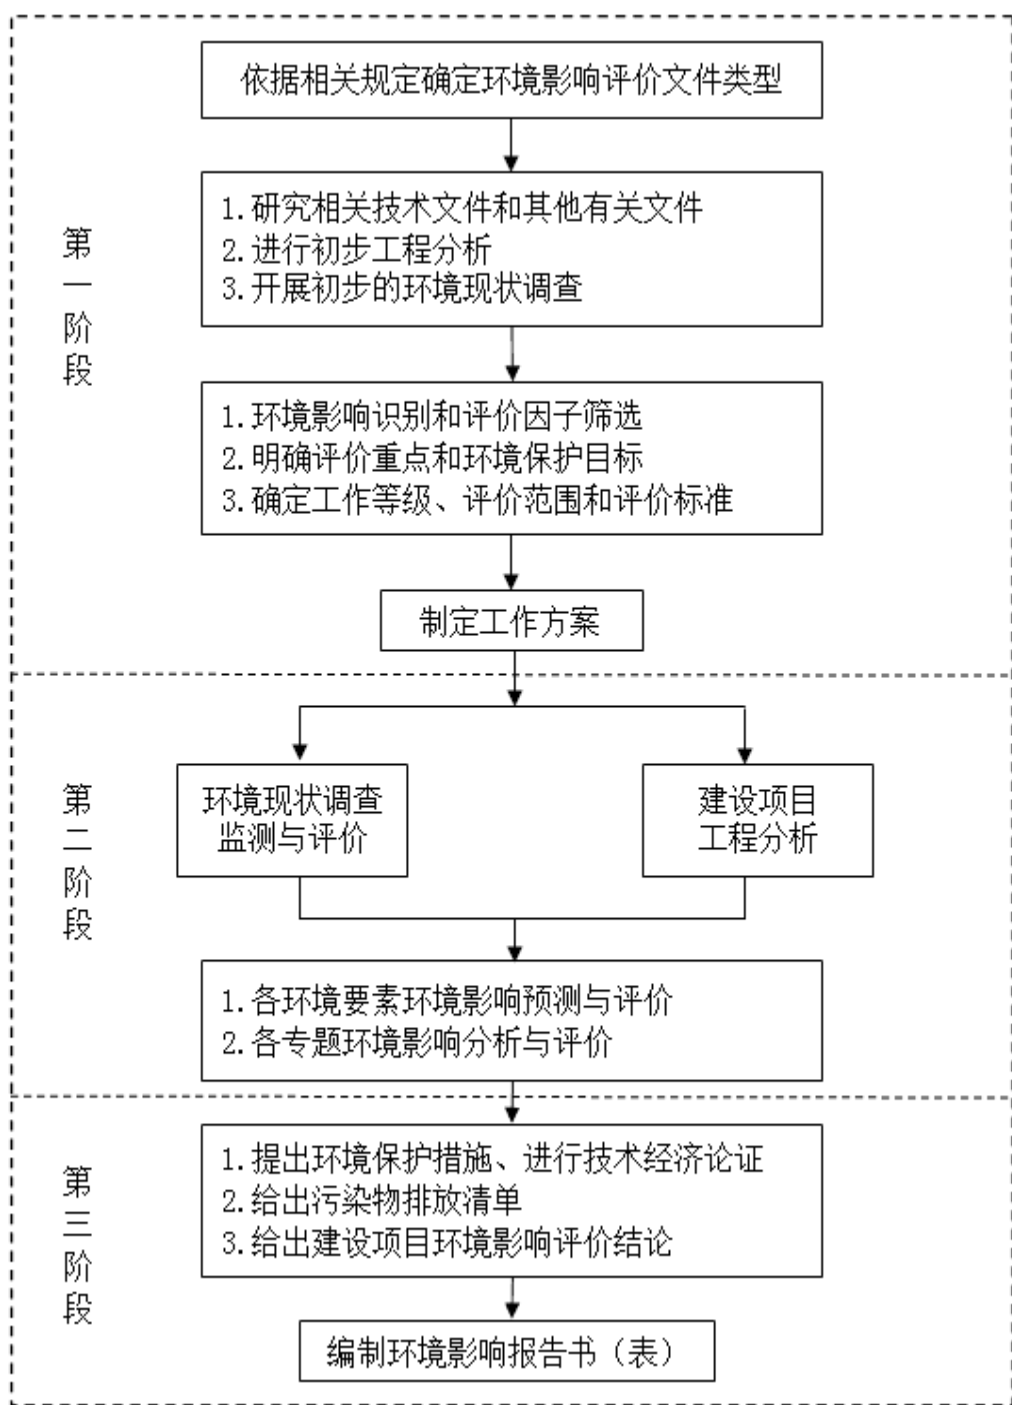 依据相关规定确定环境影响评价文件类型
第一阶段
1.研究相关技术文件和其他有关文件
2.进行初步工程分析
3.开展初步的环境现状调查
1.环境影响识别和评价因子筛选
2.明确评价重点和环境保护目标
3.确定工作等级、评价范围和评价标准
制定工作方案
第二阶段
环境现状调查
监测与评价
建设项目
工程分析
1.各环境要素环境影响预测与评价
2.各专题环境影响分析与评价
第三阶段
1.提出环境保护措施、进行技术经济论证
2.给出污染物排放清单
3.给出建设项目环境影响评价结论
编制环境影响报告书（表）